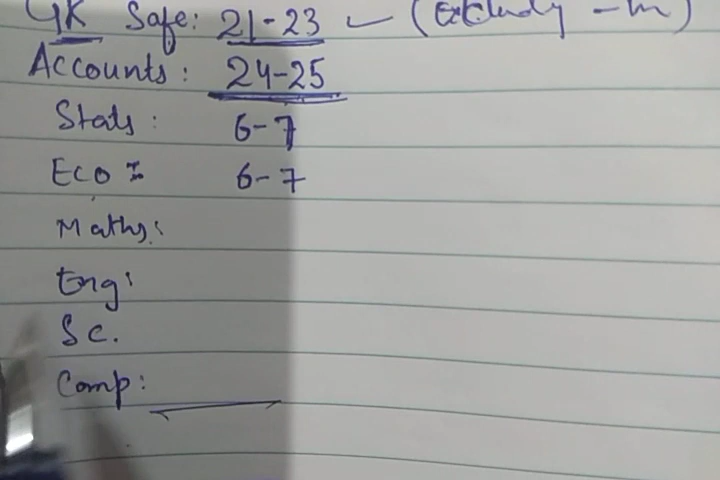 GK Safe: 21-23 (
Accounts: 24-25
Stats: 6-7
Eco: 6-7
Maths:
Eng:
Sc.
Comp: